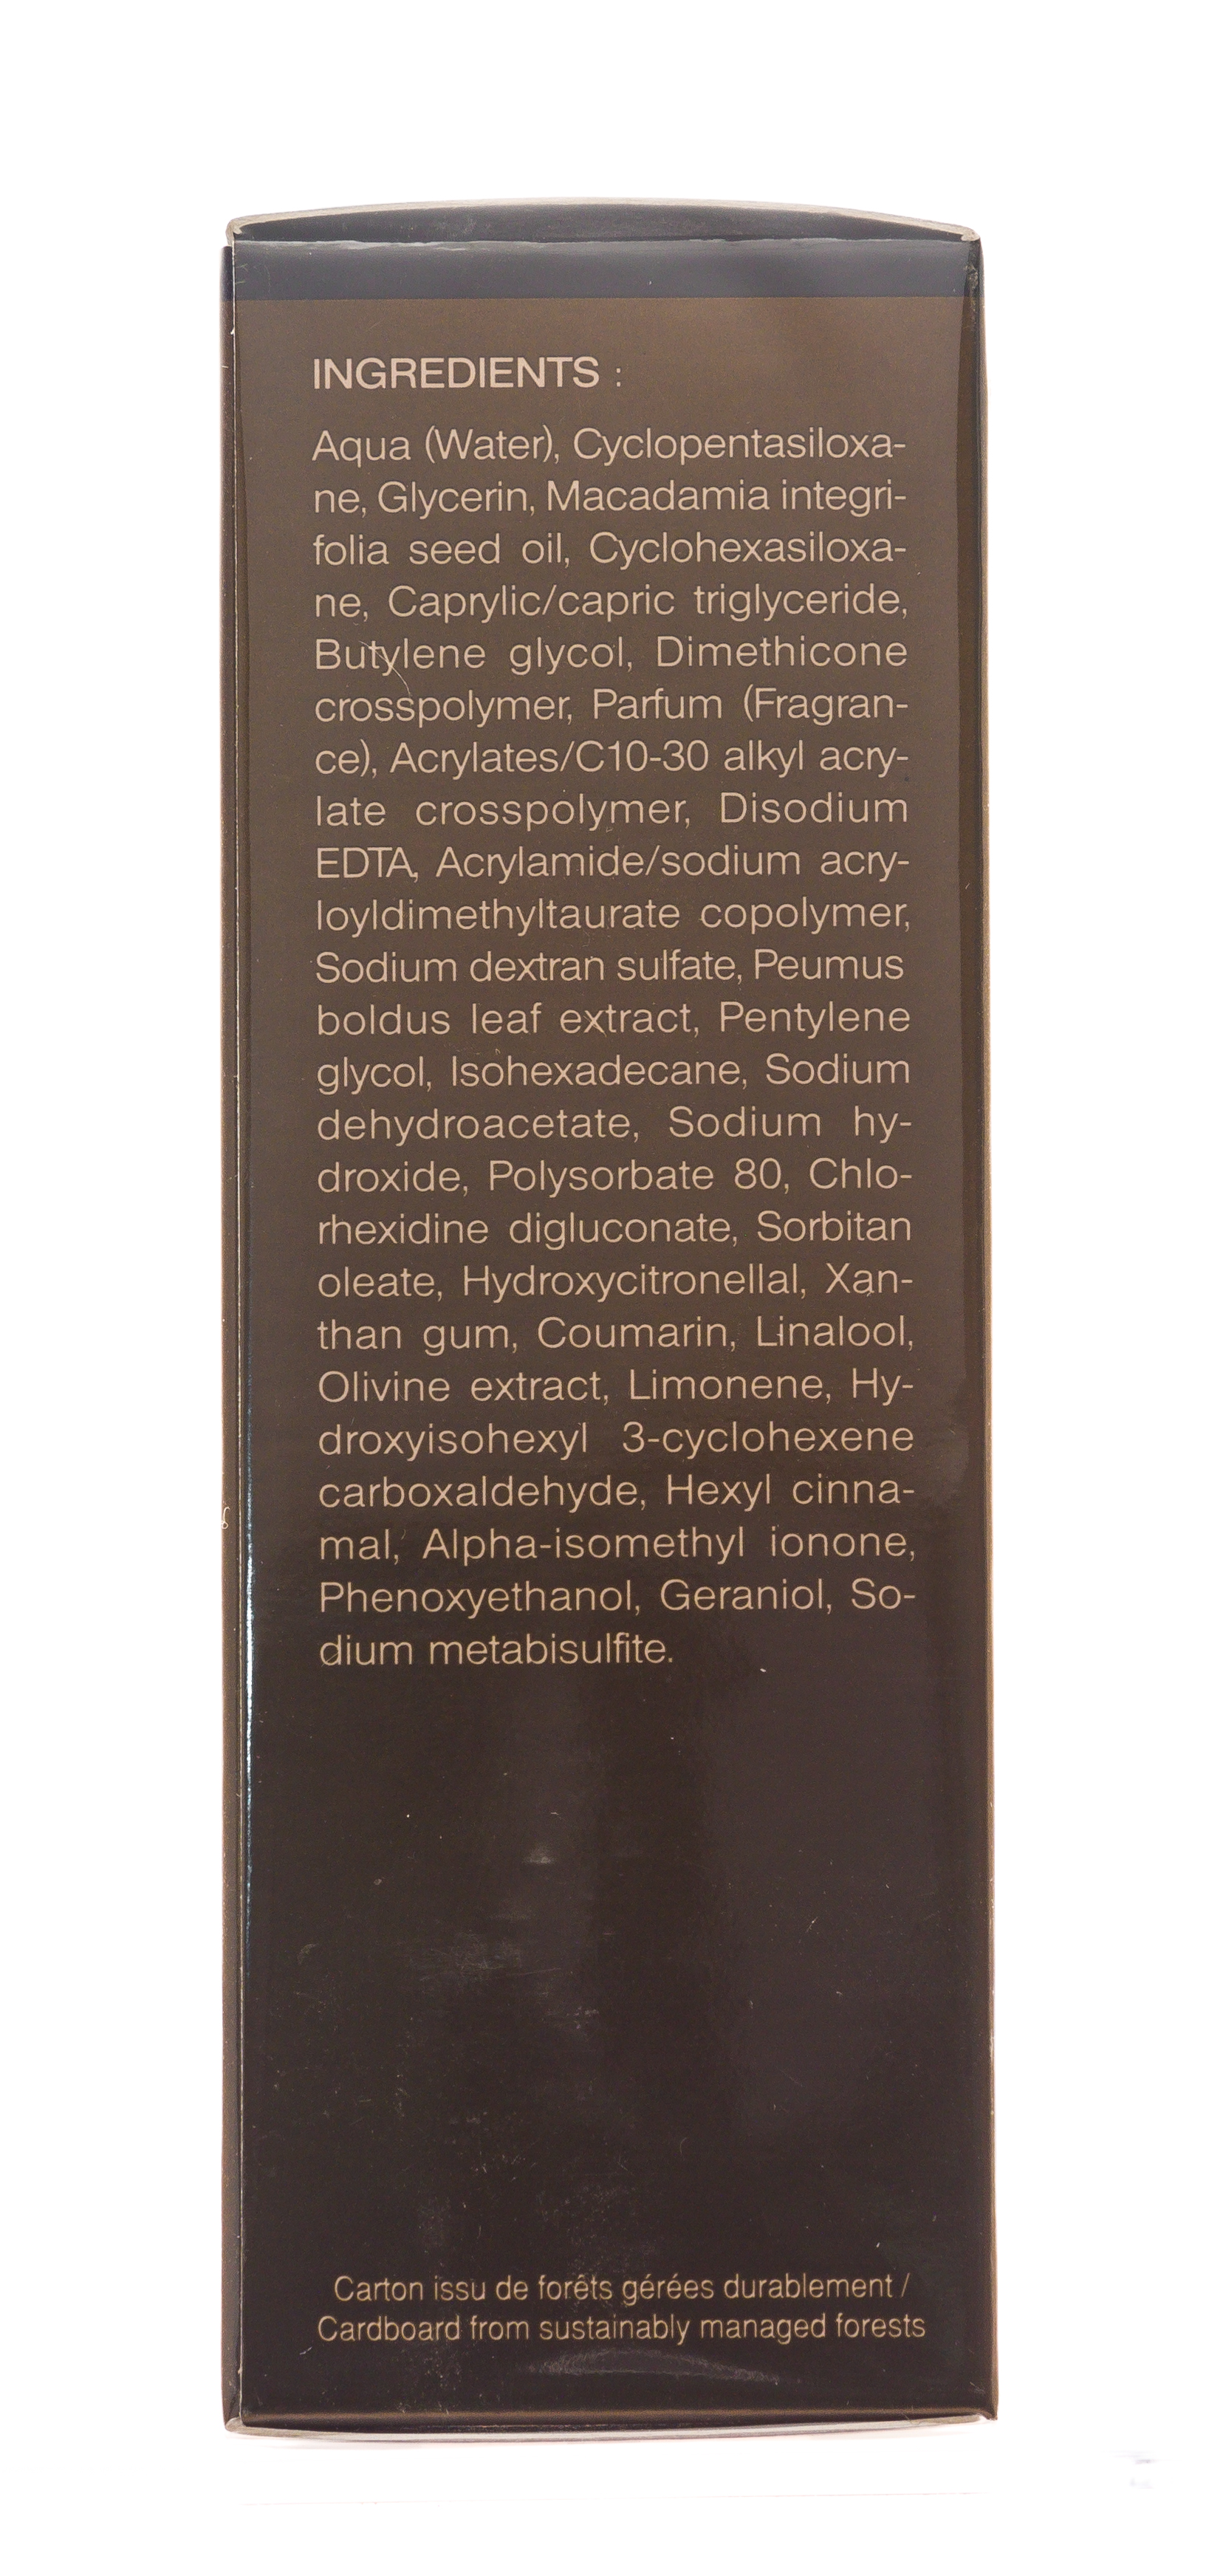 INGREDIENTS :
Aqua (Water), Cyclopentasiloxa-
ne, Glycerin, Macadamia integri-
folia seed oil, Cyclohexasiloxa-
ne, Caprylic/capric triglyceride,
Butylene glycol, Dimethicone
crosspolymer, Parfum (Fragran-
ce), Acrylates/C10-30 alkyl acry-
late crosspolymer, Disodium
EDTA, Acrylamide/sodium acry-
loyldimethyltaurate copolymer,
Sodium dextran sulfate, Peumus
boldus leaf extract, Pentylene
glycol, Isohexadecane, Sodium
dehydroacetate, Sodium hy-
droxide, Polysorbate 80, Chlo-
rhexidine digluconate, Sorbitan
oleate, Hydroxycitronellal, Xan-
than gum, Coumarin, Linalool,
Olivine extract, Limonene, Hy-
droxyisohexyl 3-cyclohexene
carboxaldehyde, Hexyl cinna-
mal, Alpha-isomethyl ionone,
Phenoxyethanol, Geraniol, So-
dium metabisulfite.
Carton issu de forêts gérées durablement /
Cardboard from sustainably managed forests